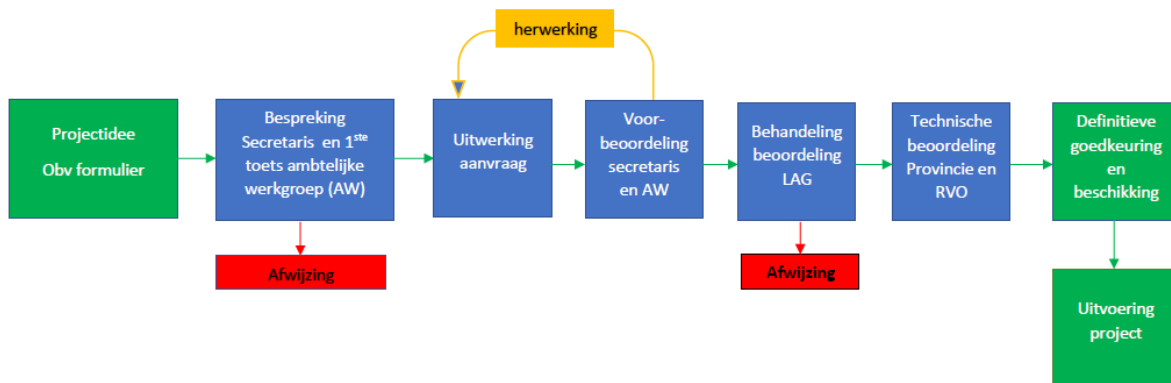 herwerking
Projectidee
Obv formulier
Bespreking
Secretaris en 1ste
toets ambtelijke
werkgroep (AW)
Uitwerking
aanvraag
Voor-
beoordeling
secretaris
en AW
Behandeling
beoordeling
LAG
Technische
beoordeling
Provincie en
RVO
Definitieve
goedkeuring
en
beschikking
Afwijzing
Afwijzing
Uitvoering
project